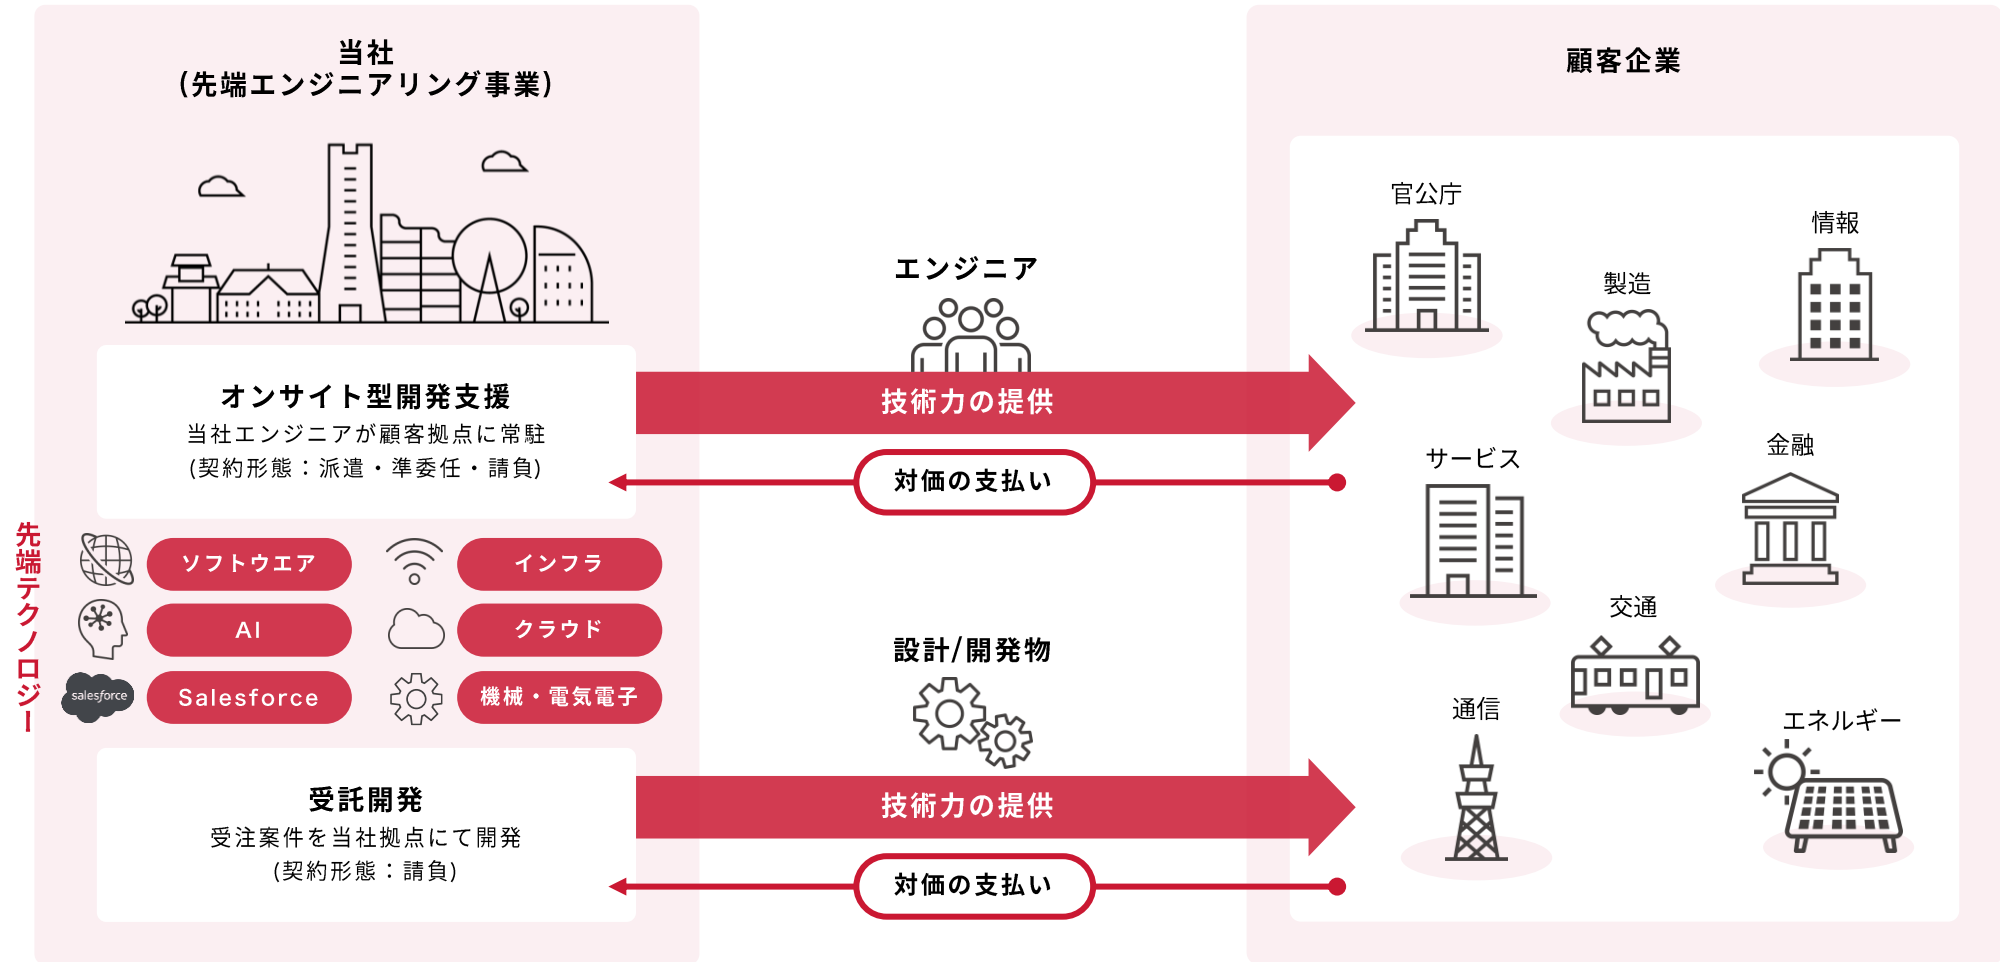 当社
(先端エンジニアリング事業)
オンサイト型開発支援
当社エンジニアが顧客拠点に常駐
(契約形態：派遣・準委任・請負)
先端テクノロジー
ソフトウエア
インフラ
AI
クラウド
salesforce
Salesforce
機械・電気電子
受託開発
受注案件を当社拠点にて開発
(契約形態：請負)
エンジニア
技術力の提供
対価の支払い
設計/開発物
技術力の提供
対価の支払い
顧客企業
官公庁
情報
製造
サービス
金融
交通
通信
エネルギー